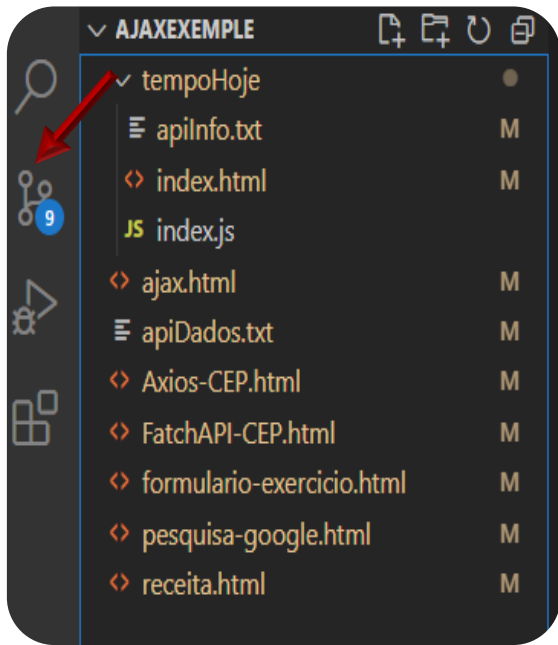 AJAXEXEMPLE
tempoHoje
apiInfo.txt M
index.html M
9
JS index.js
ajax.html M
apiDados.txt M
Axios-CEP.html M
FatchAPI-CEP.html M
formulario-exercicio.html M
pesquisa-google.html M
receita.html M